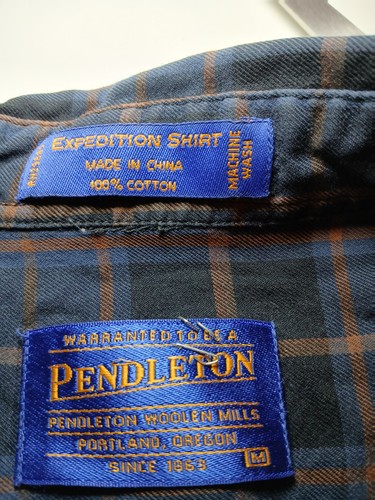 EXPEDITION SHIRT
MADE IN CHINA
100% COTTON
MACHINE
WASH
WARRANTED TO BE A
PENDLETON
PENDLETON WOOLEN MILLS
PORTLAND, OREGON
SINCE 1863
M